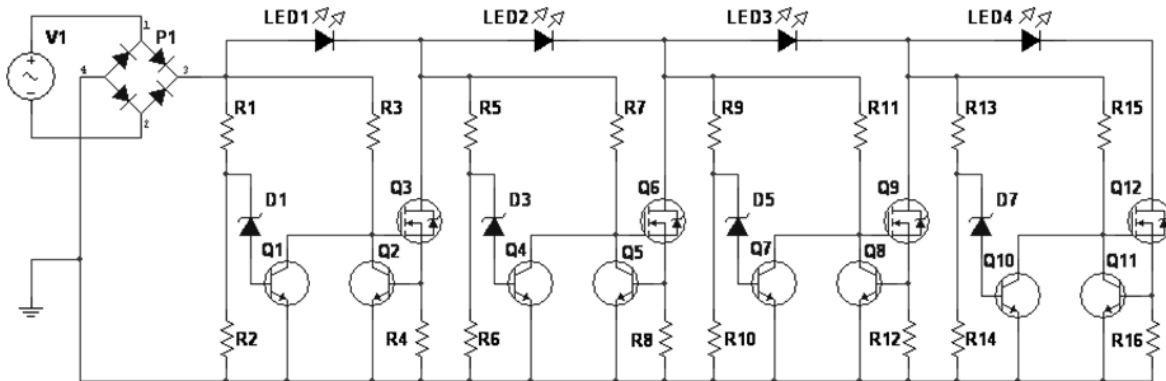 LED1 LED2 LED3 LED4
V1 1 P1
4 3
2
R1 R3 R5 R7 R9 R11 R13 R15
D1 Q3 D3 Q6 D5 Q9 D7 Q12
Q1 Q2 Q4 Q5 Q7 Q8 Q10 Q11
R2 R4 R6 R8 R10 R12 R14 R16